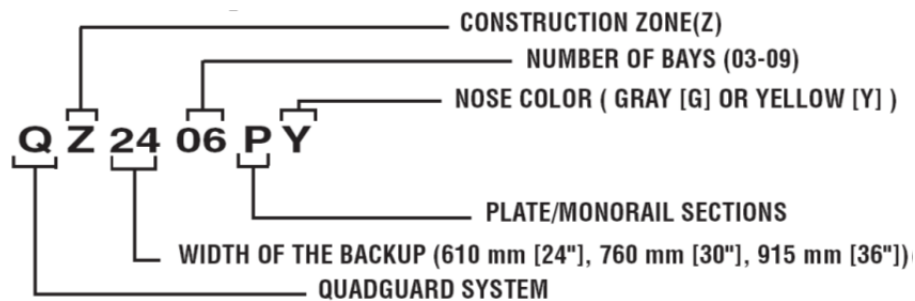 CONSTRUCTION ZONE(Z)
NUMBER OF BAYS (03-09)
NOSE COLOR ( GRAY [G] OR YELLOW [Y] )
Q Z 24 06 P Y
PLATE/MONORAIL SECTIONS
WIDTH OF THE BACKUP (610 mm [24"], 760 mm [30"], 915 mm [36"])
QUADGUARD SYSTEM